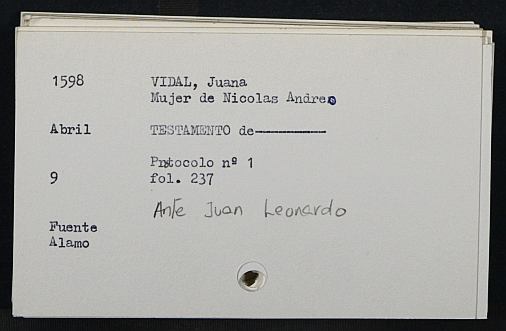 1598 VIDAL, Juana
Mujer de Nicolas Andreo
Abril TESTAMENTO de
Protocolo nº 1
9 fol. 237
Ante Juan Leonardo
Fuente
Alamo